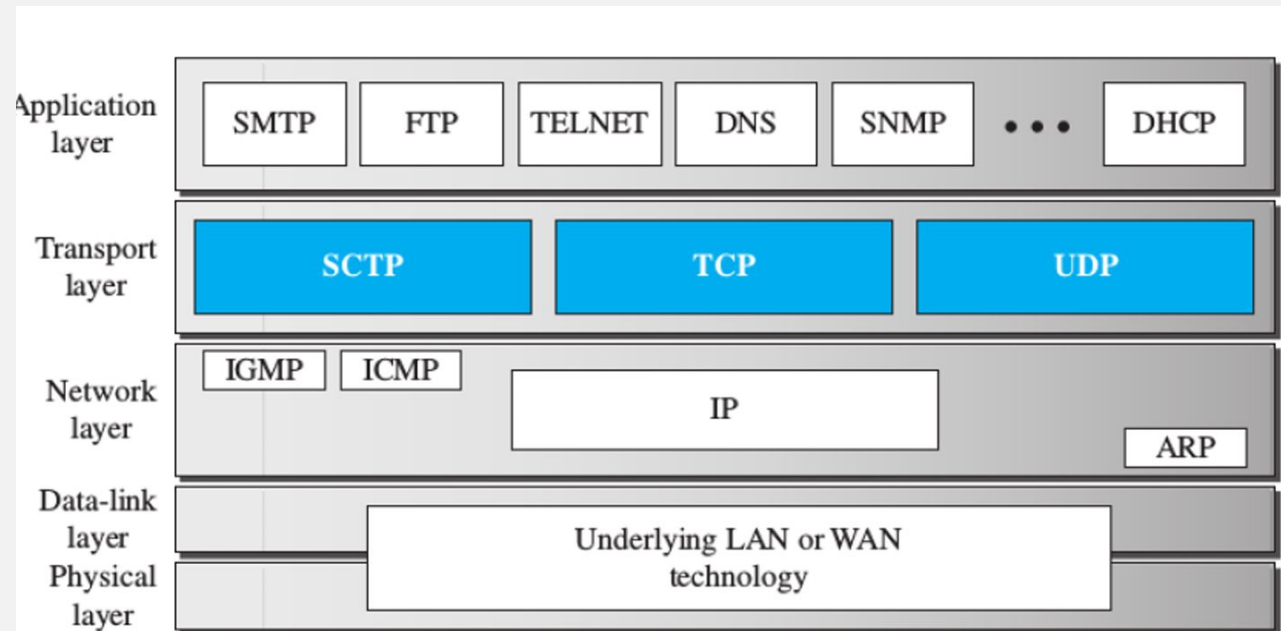 Application
layer
SMTP FTP TELNET DNS SNMP ••• DHCP
Transport
layer
SCTP TCP UDP
Network
layer
IGMP ICMP
IP
ARP
Data-link
layer
Physical
layer
Underlying LAN or WAN
technology